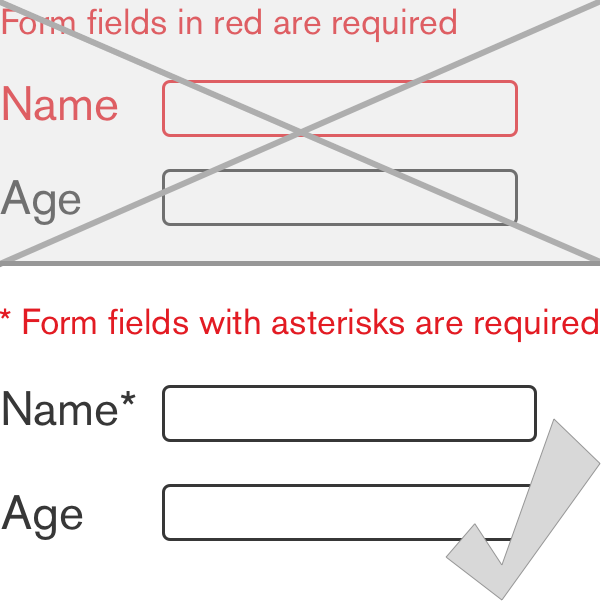 Form fields in red are required
Name
Age
* Form fields with asterisks are required
Name*
Age